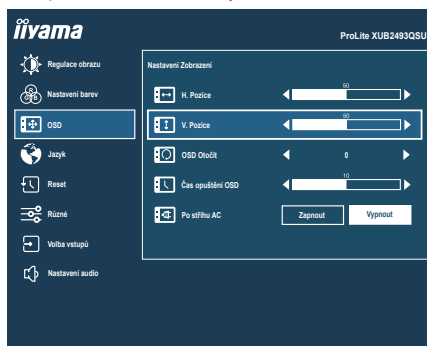 iiyama
ProLite XUB2493QSU
Regulace obrazu
Nastavení barev
OSD
Jazyk
Reset
Různé
Volba vstupů
Nastavení audio
Nastavení Zobrazení
H. Pozice
50
V. Pozice
50
OSD Otočit
0
Čas opuštění OSD
10
Po střihu AC
Zapnout
Vypnout